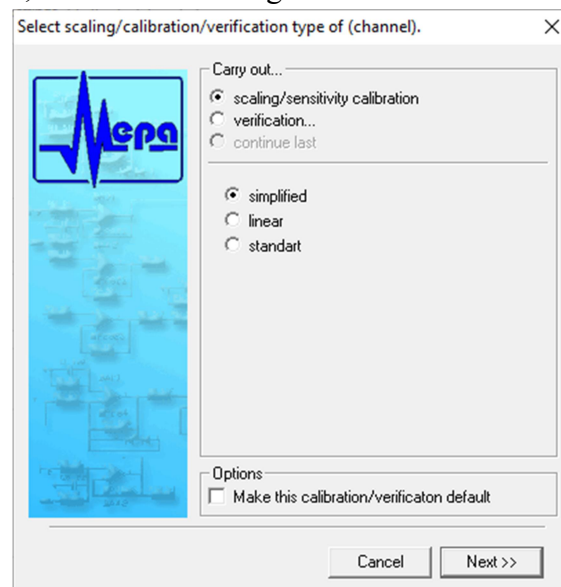 Select scaling/calibration/verification type of (channel).
Мера
Carry out...
scaling/sensitivity calibration
verification...
continue last
simplified
linear
standart
Options
Make this calibration/verificaton default
Cancel
Next >>